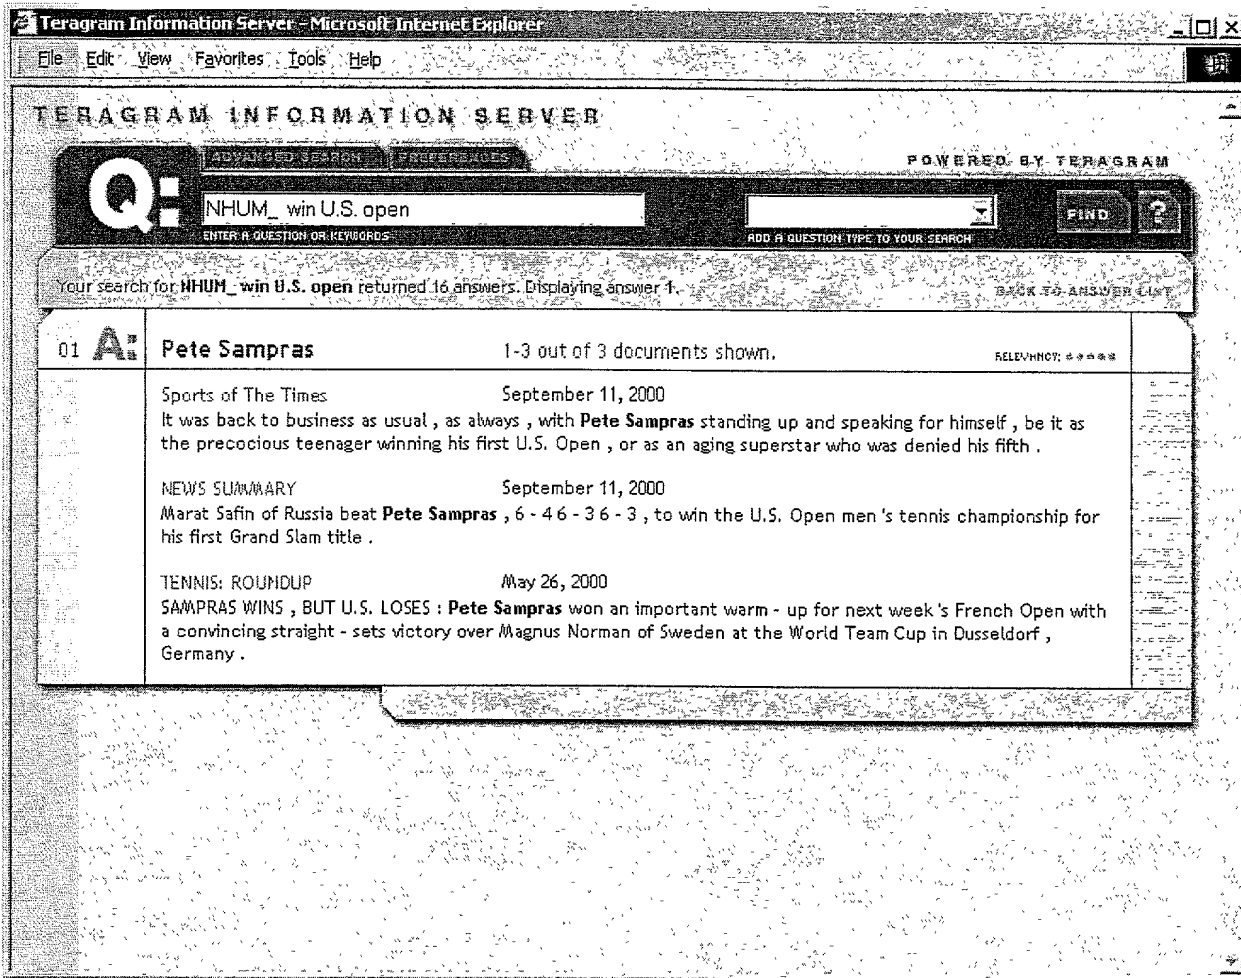 Teragram Information Server - Microsoft Internet Explorer
File Edit View Favorites Tools Help
TERAGRAM INFORMATION SERVER
ADVANCED SEARCH PREFERENCES
POWERED BY TERAGRAM
Q:
NHUM_ win U.S. open
FIND ?
ENTER A QUESTION OR KEYWORDS
ADD A QUESTION TYPE TO YOUR SEARCH
Your search for NHUM_ win U.S. open returned 16 answers. Displaying answer 1.
BACK TO ANSWER LIST
01 A: Pete Sampras 1-3 out of 3 documents shown. RELEVANCY:
Sports of The Times September 11, 2000
It was back to business as usual , as always , with Pete Sampras standing up and speaking for himself , be it as
the precocious teenager winning his first U.S. Open , or as an aging superstar who was denied his fifth .
NEWS SUMMARY September 11, 2000
Marat Safin of Russia beat Pete Sampras , 6 - 4 6 - 3 6 - 3 , to win the U.S. Open men 's tennis championship for
his first Grand Slam title .
TENNIS: ROUNDUP May 26, 2000
SAMPRAS WINS , BUT U.S. LOSES : Pete Sampras won an important warm - up for next week 's French Open with
a convincing straight - sets victory over Magnus Norman of Sweden at the World Team Cup in Dusseldorf ,
Germany .